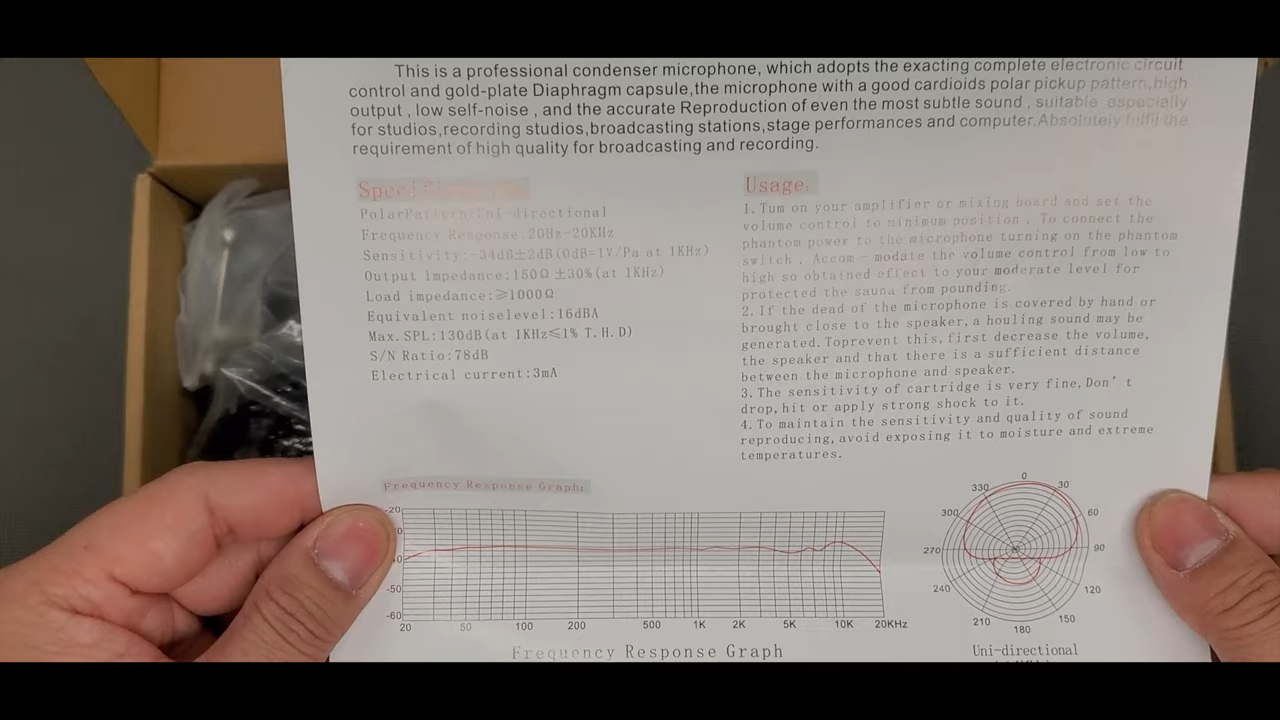 This is a professional condenser microphone, which adopts the exacting complete electronic circuit
control and gold-plate Diaphragm capsule,the microphone with a good cardioids polar pickup pattern,high
output , low self-noise , and the accurate Reproduction of even the most subtle sound , suitable especially
for studios,recording studios,broadcasting stations,stage performances and computer.Absolutely fulfil the
requirement of high quality for broadcasting and recording.
PolarPattern:Uni-directional
Frequency Response:20Hz-20KHz
Sensitivity:-34dB±2dB(0dB=1V/Pa at 1KHz)
Output impedance:150Ω ±30%(at 1KHz)
Load impedance:≥1000Ω
Equivalent noiselevel:16dBA
Max. SPL:130dB(at 1KHz≤1% T.H.D)
S/N Ratio:78dB
Electrical current:3mA
Usage:
1. Tum on your amplifier or mixing board and set the
volume control to minimum position . To connect the
phantom power to the microphone turning on the phantom
switch . Accom - modate the volume control from low to
high so obtained effect to your moderate level for
protected the sauna from pounding.
2. If the dead of the microphone is covered by hand or
brought close to the speaker, a houling sound may be
generated. Toprevent this, first decrease the volume,
the speaker and that there is a sufficient distance
between the microphone and speaker.
3. The sensitivity of cartridge is very fine, Don't
drop, hit or apply strong shock to it.
4. To maintain the sensitivity and quality of sound
reproducing, avoid exposing it to moisture and extreme
temperatures.
Frequency Response Graph:
-20
-50
-60
20 50 100 200 500 1K 2K 5K 10K 20KHz
Frequency Response Graph
0
330 30
300 60
270 90
240 120
210 150
180
Uni-directional